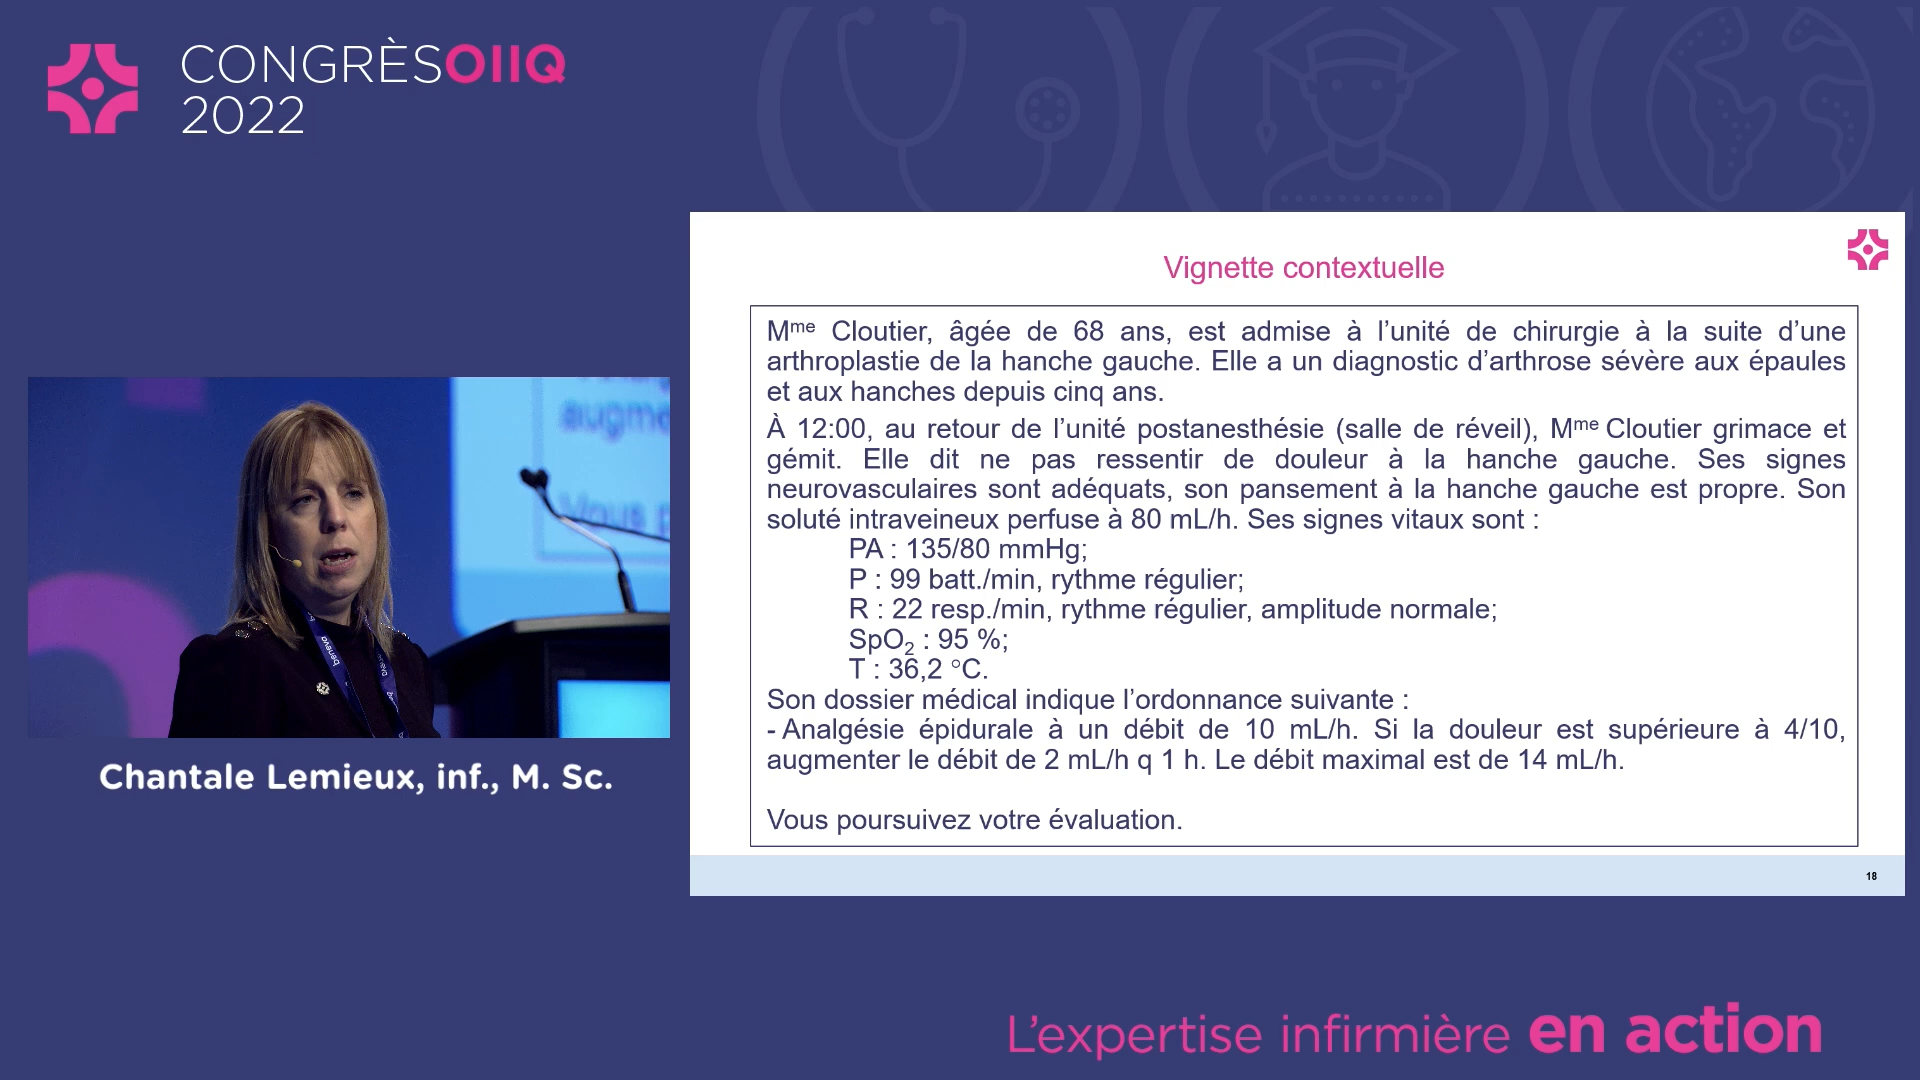 CONGRÈSOIIQ
2022
Vignette contextuelle
Mme Cloutier, âgée de 68 ans, est admise à l’unité de chirurgie à la suite d’une
arthroplastie de la hanche gauche. Elle a un diagnostic d’arthrose sévère aux épaules
et aux hanches depuis cinq ans.
À 12:00, au retour de l’unité postanesthésie (salle de réveil), Mme Cloutier grimace et
gémit. Elle dit ne pas ressentir de douleur à la hanche gauche. Ses signes
neurovasculaires sont adéquats, son pansement à la hanche gauche est propre. Son
soluté intraveineux perfuse à 80 mL/h. Ses signes vitaux sont :
PA : 135/80 mmHg;
P : 99 batt./min, rythme régulier;
R : 22 resp./min, rythme régulier, amplitude normale;
SpO2 : 95 %;
T : 36,2 °C.
Son dossier médical indique l’ordonnance suivante :
- Analgésie épidurale à un débit de 10 mL/h. Si la douleur est supérieure à 4/10,
augmenter le débit de 2 mL/h q 1 h. Le débit maximal est de 14 mL/h.
Vous poursuivez votre évaluation.
18
augme
Vous p
beneva
Chantale Lemieux, inf., M. Sc.
L’expertise infirmière en action